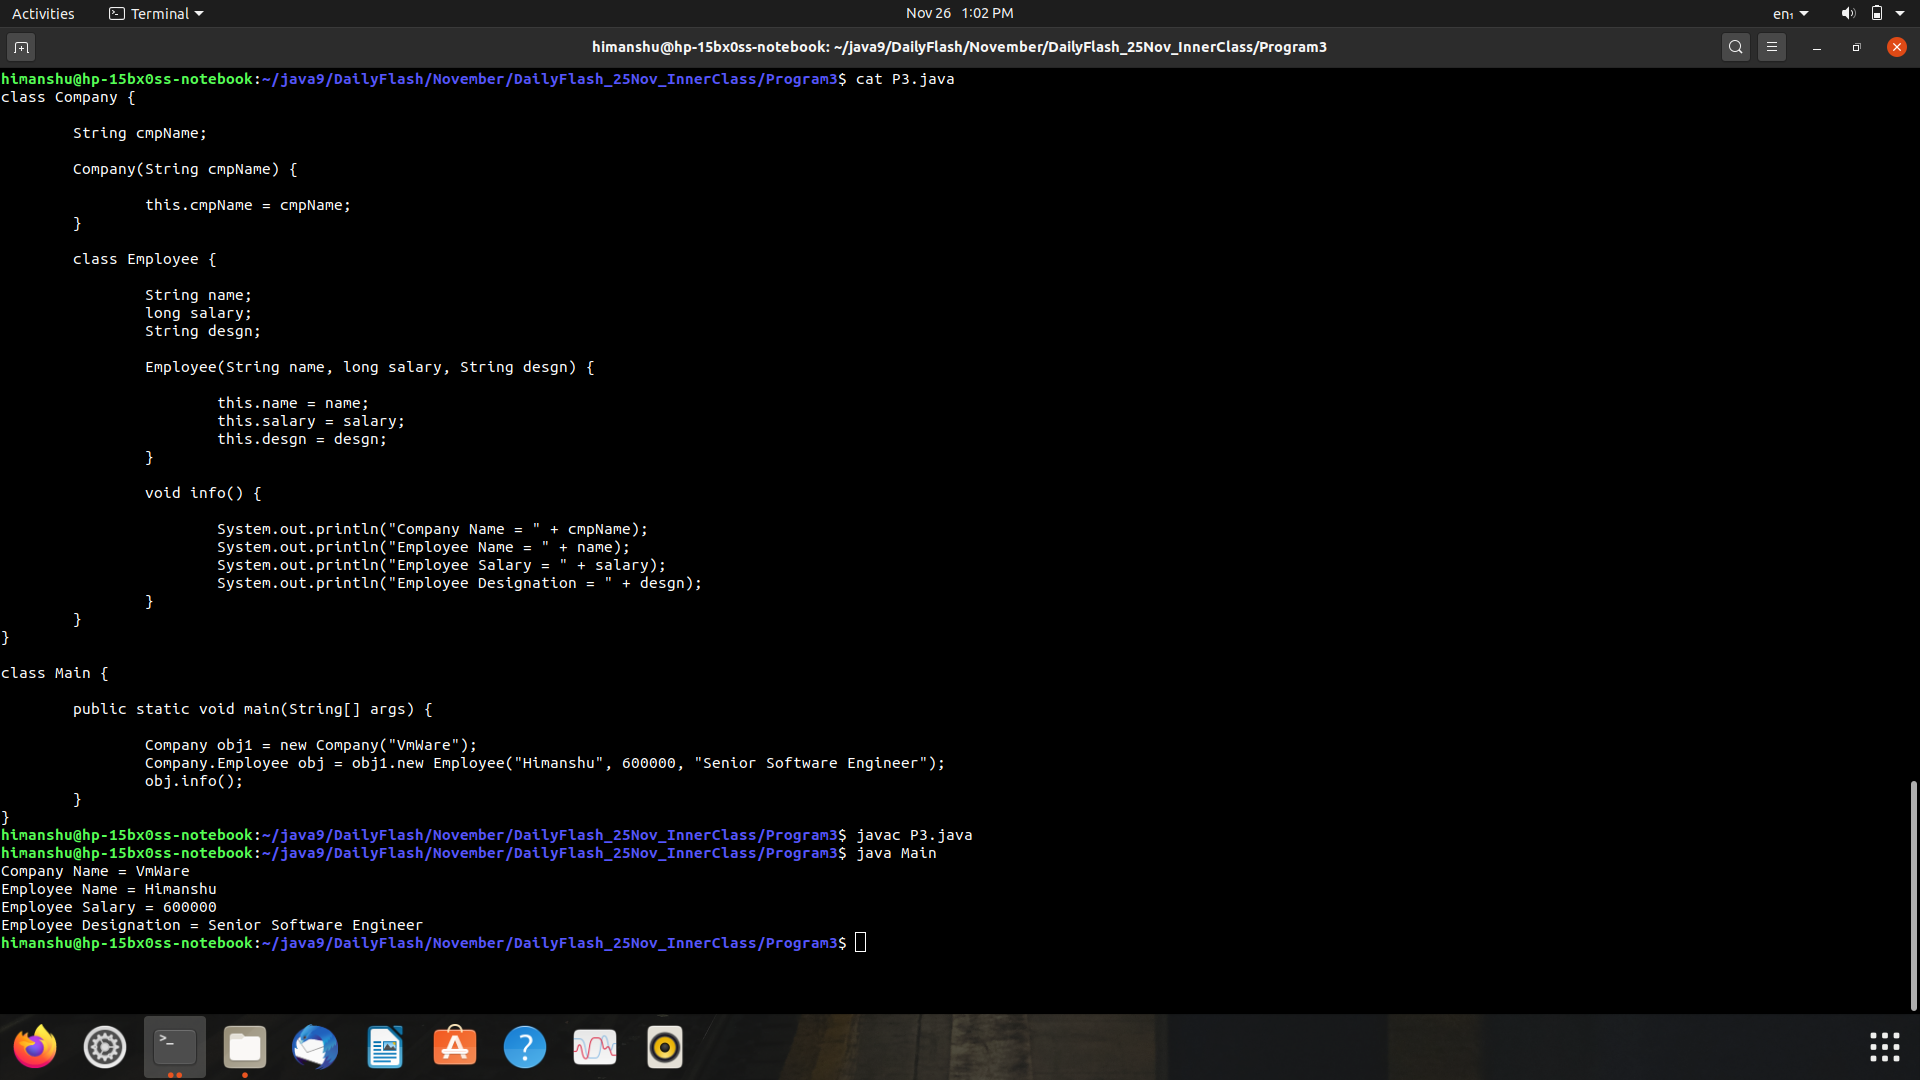 Activities
Terminal
Nov 26 1:02 PM
en₁
himanshu@hp-15bx0ss-notebook: ~/java9/DailyFlash/November/DailyFlash_25Nov_InnerClass/Program3
himanshu@hp-15bx0ss-notebook:~/java9/DailyFlash/November/DailyFlash_25Nov_InnerClass/Program3$ cat P3.java
class Company {
String cmpName;
Company(String cmpName) {
this.cmpName = cmpName;
}
class Employee {
String name;
long salary;
String desgn;
Employee(String name, long salary, String desgn) {
this.name = name;
this.salary = salary;
this.desgn = desgn;
}
void info() {
System.out.println("Company Name = " + cmpName);
System.out.println("Employee Name = " + name);
System.out.println("Employee Salary = " + salary);
System.out.println("Employee Designation = " + desgn);
}
}
}
class Main {
public static void main(String[] args) {
Company obj1 = new Company("VmWare");
Company.Employee obj = obj1.new Employee("Himanshu", 600000, "Senior Software Engineer");
obj.info();
}
}
himanshu@hp-15bx0ss-notebook:~/java9/DailyFlash/November/DailyFlash_25Nov_InnerClass/Program3$ javac P3.java
himanshu@hp-15bx0ss-notebook:~/java9/DailyFlash/November/DailyFlash_25Nov_InnerClass/Program3$ java Main
Company Name = VmWare
Employee Name = Himanshu
Employee Salary = 600000
Employee Designation = Senior Software Engineer
himanshu@hp-15bx0ss-notebook:~/java9/DailyFlash/November/DailyFlash_25Nov_InnerClass/Program3$